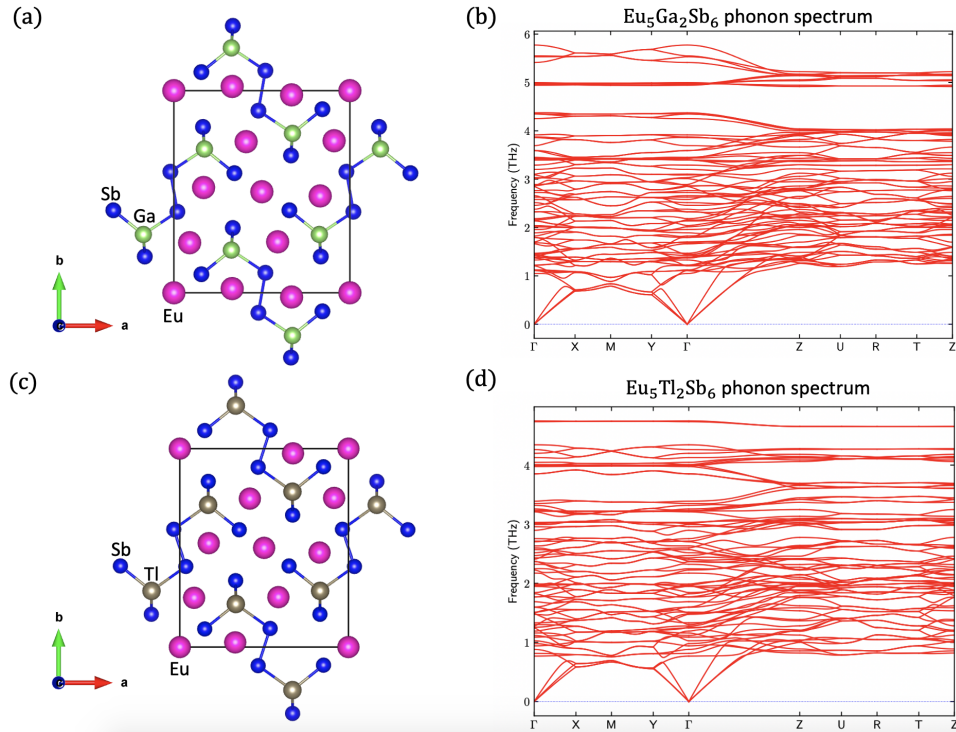 (a)
Sb
Ga
Eu
b
a
(b)
Eu₅Ga₂Sb₆ phonon spectrum
Frequency (THz)
6
5
4
3
2
1
0
Γ X M Y Γ Z U R T Z
(c)
Sb
Tl
Eu
b
a
(d)
Eu₅Tl₂Sb₆ phonon spectrum
Frequency (THz)
4
3
2
1
0
Γ X M Y Γ Z U R T Z